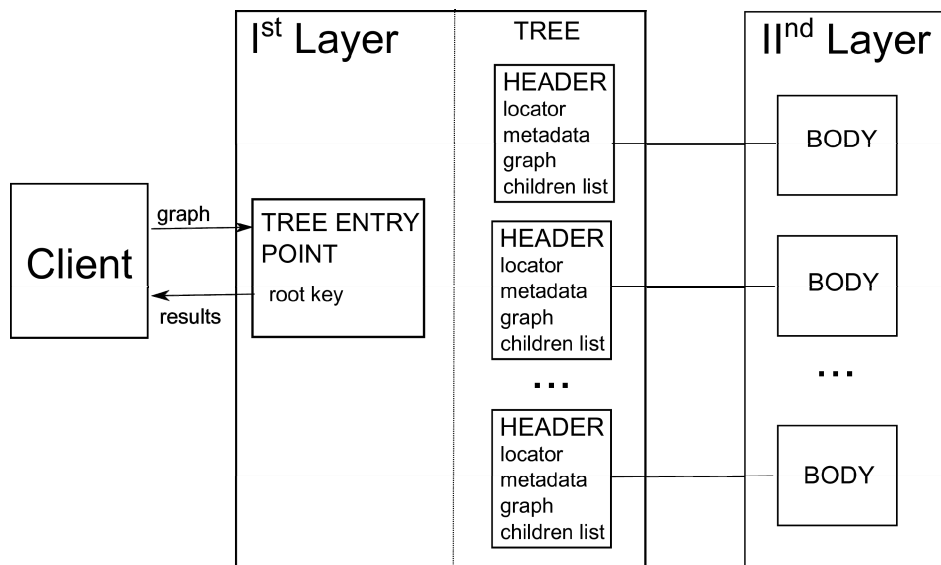 Client
graph
results
Ist Layer
TREE ENTRY
POINT
root key
TREE
HEADER
locator
metadata
graph
children list
HEADER
locator
metadata
graph
children list
...
HEADER
locator
metadata
graph
children list
IInd Layer
BODY
BODY
...
BODY